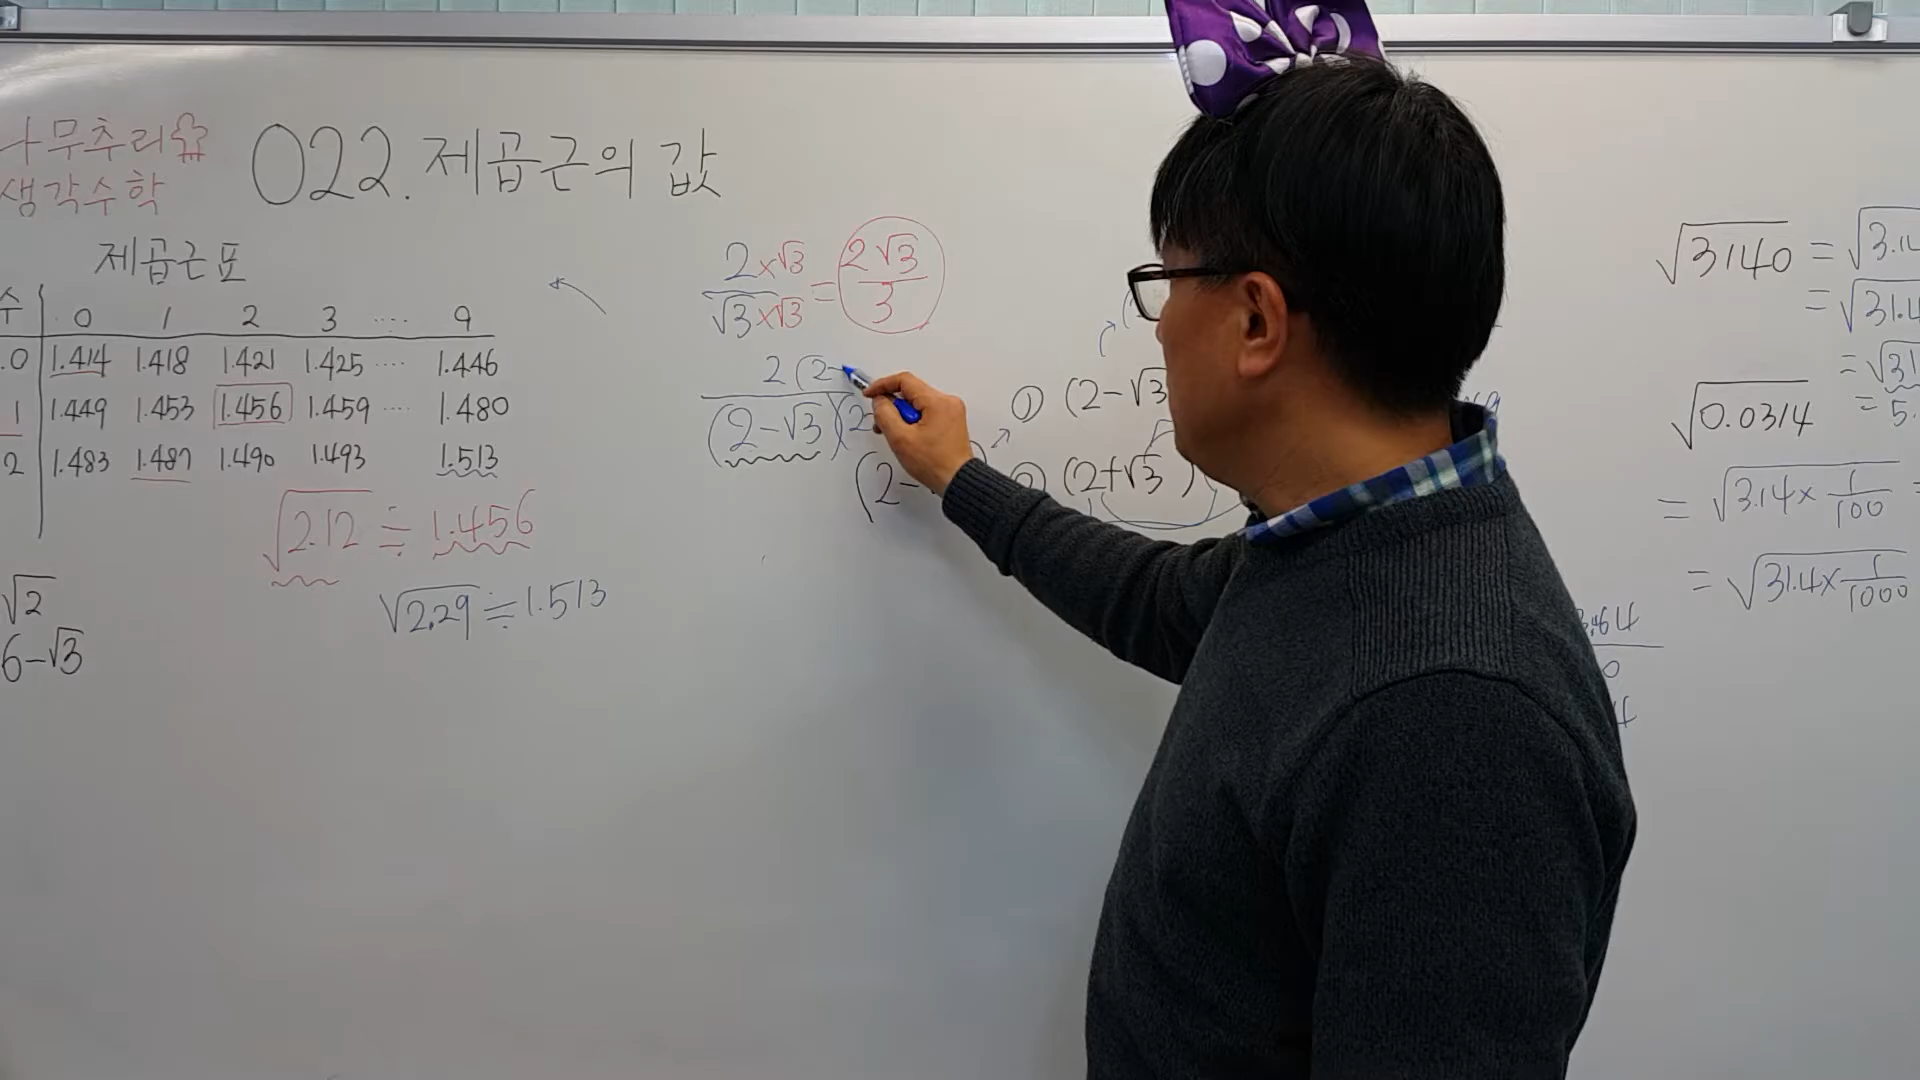 나무추리
생각수학
022. 제곱근의 값
제곱근표
수 0 1 2 3 .... 9
.0 1.414 1.418 1.421 1.425 .... 1.446
1 1.449 1.453 1.456 1.459 .... 1.480
2 1.483 1.487 1.490 1.493 1.513
√2.12 ≒ 1.456
√2.29 ≒ 1.513
√2
6-√3
2×√3 = 2√3
√3×√3 3
2(2-
(2-√3)(2
(2-
① (2-√3
(2+√3)
√3140 = √3.14
= √31.4
= √31
= 5.
√0.0314
= √3.14× 1/100 =
= √31.4× 1/1000
.64
0
4